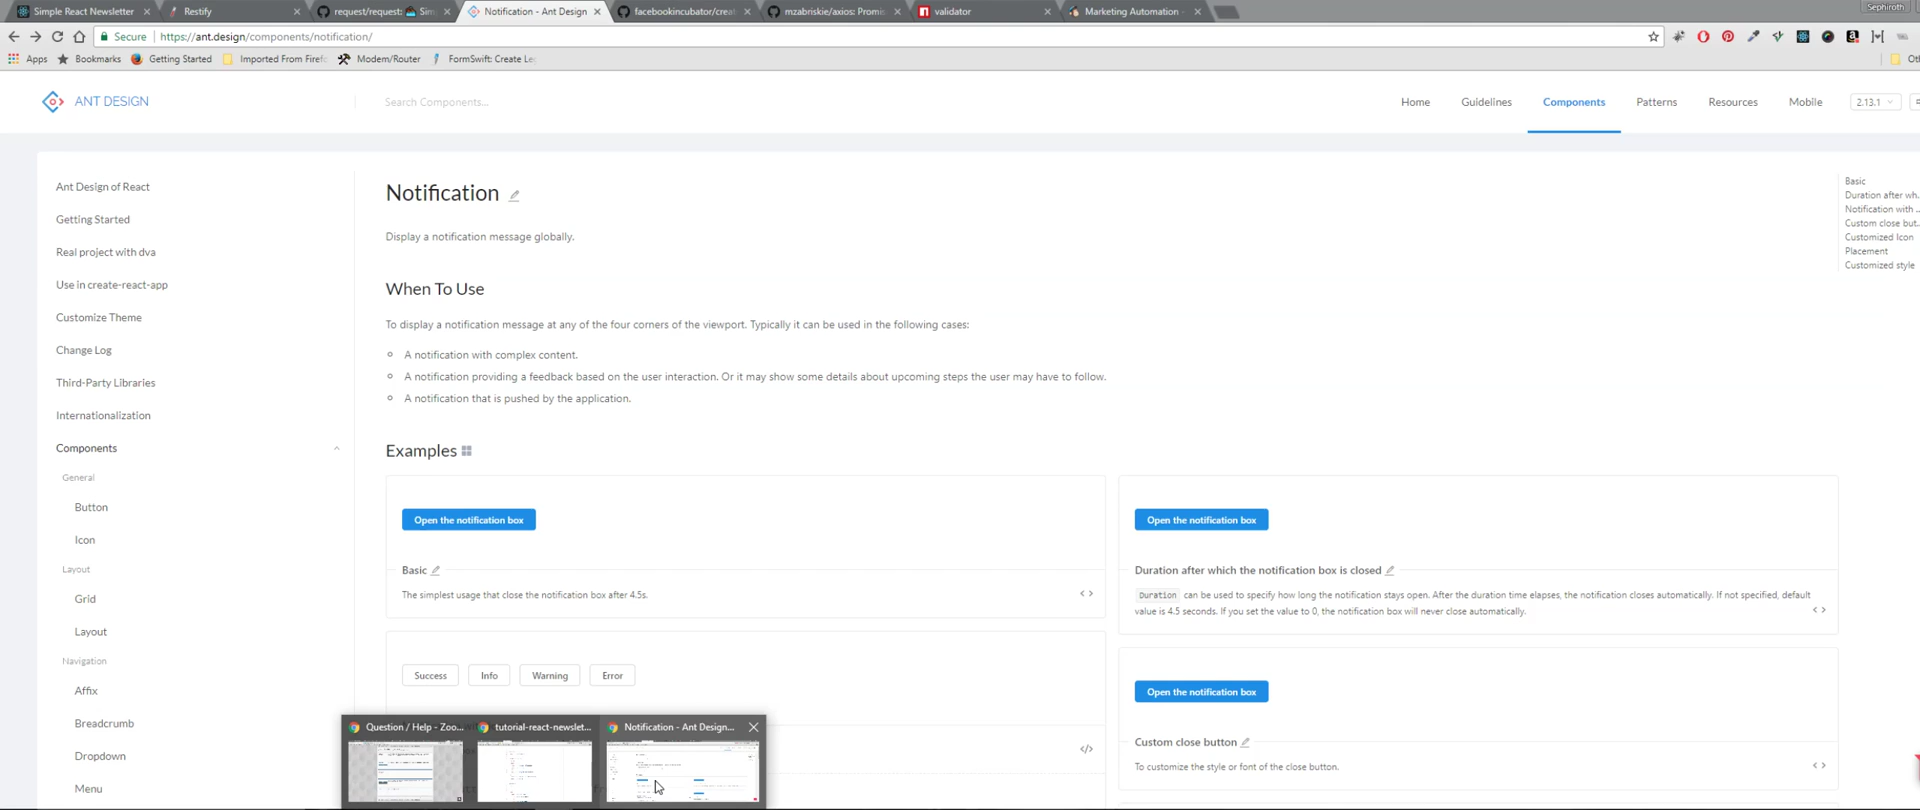 Simple React Newsletter
Restify
request/request: Sim
Notification - Ant Design
facebookincubator/creat
mzabriskie/axios: Promis
validator
Marketing Automation -
Sephiroth
Secure
https://ant.design/components/notification/
Apps
Bookmarks
Getting Started
Imported From Firefo
Modem/Router
FormSwift: Create Le
ANT DESIGN
Search Components...
Home
Guidelines
Components
Patterns
Resources
Mobile
2.13.1
Ant Design of React
Getting Started
Real project with dva
Use in create-react-app
Customize Theme
Change Log
Third-Party Libraries
Internationalization
Components
General
Button
Icon
Layout
Grid
Layout
Navigation
Affix
Breadcrumb
Dropdown
Menu
Notification
Display a notification message globally.
When To Use
To display a notification message at any of the four corners of the viewport. Typically it can be used in the following cases:
A notification with complex content.
A notification providing a feedback based on the user interaction. Or it may show some details about upcoming steps the user may have to follow.
A notification that is pushed by the application.
Examples
Open the notification box
Basic
The simplest usage that close the notification box after 4.5s.
Success
Info
Warning
Error
Open the notification box
Duration after which the notification box is closed
Duration can be used to specify how long the notification stays open. After the duration time elapses, the notification closes automatically. If not specified, default
value is 4.5 seconds. If you set the value to 0, the notification box will never close automatically.
Open the notification box
Custom close button
To customize the style or font of the close button.
Basic
Duration after wh...
Notification with ...
Custom close but...
Customized Icon
Placement
Customized style
Question / Help - Zoo...
tutorial-react-newslet...
Notification - Ant Design...